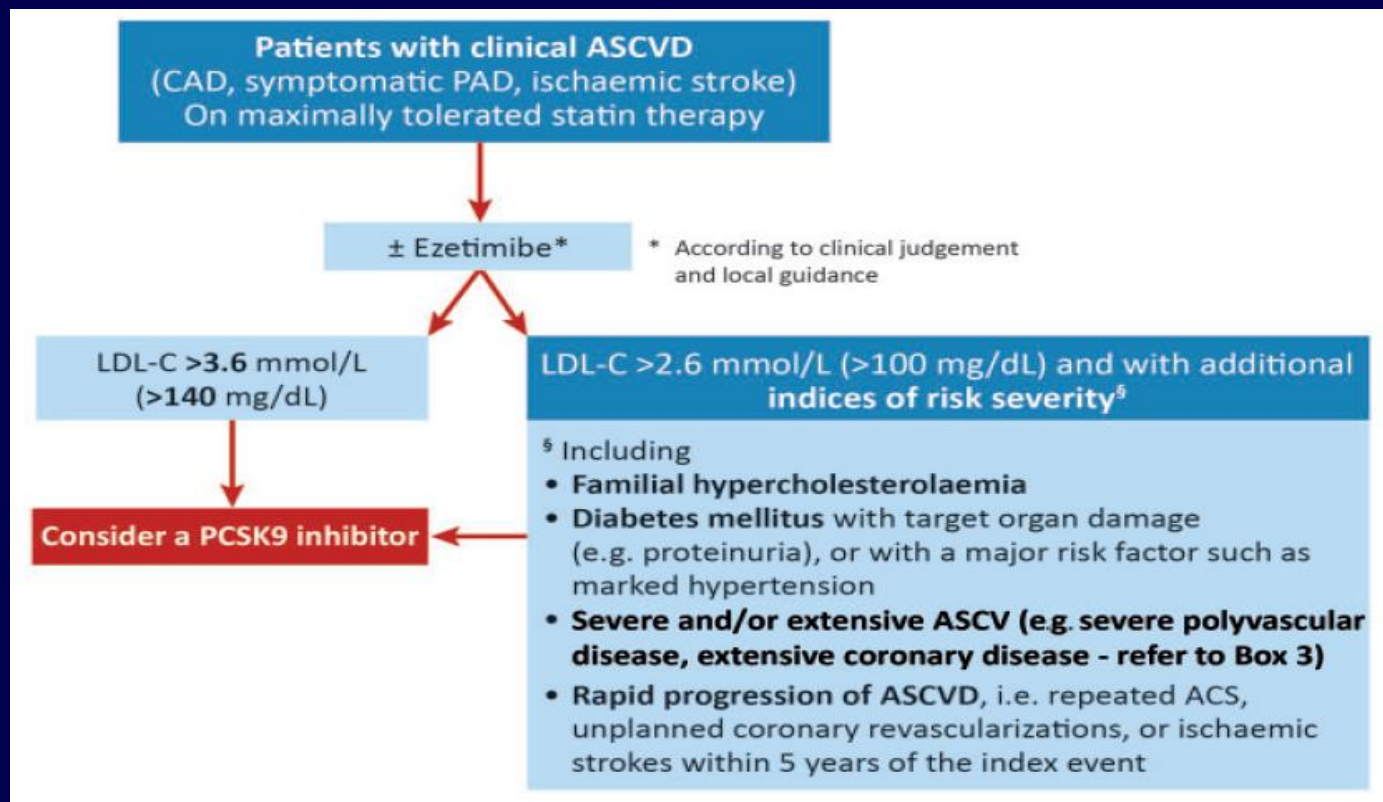 Patients with clinical ASCVD
(CAD, symptomatic PAD, ischaemic stroke)
On maximally tolerated statin therapy
± Ezetimibe*
* According to clinical judgement
and local guidance
LDL-C >3.6 mmol/L
(>140 mg/dL)
Consider a PCSK9 inhibitor
LDL-C >2.6 mmol/L (>100 mg/dL) and with additional
indices of risk severity§
§ Including
• Familial hypercholesterolaemia
• Diabetes mellitus with target organ damage
(e.g. proteinuria), or with a major risk factor such as
marked hypertension
• Severe and/or extensive ASCV (e.g. severe polyvascular
disease, extensive coronary disease - refer to Box 3)
• Rapid progression of ASCVD, i.e. repeated ACS,
unplanned coronary revascularizations, or ischaemic
strokes within 5 years of the index event